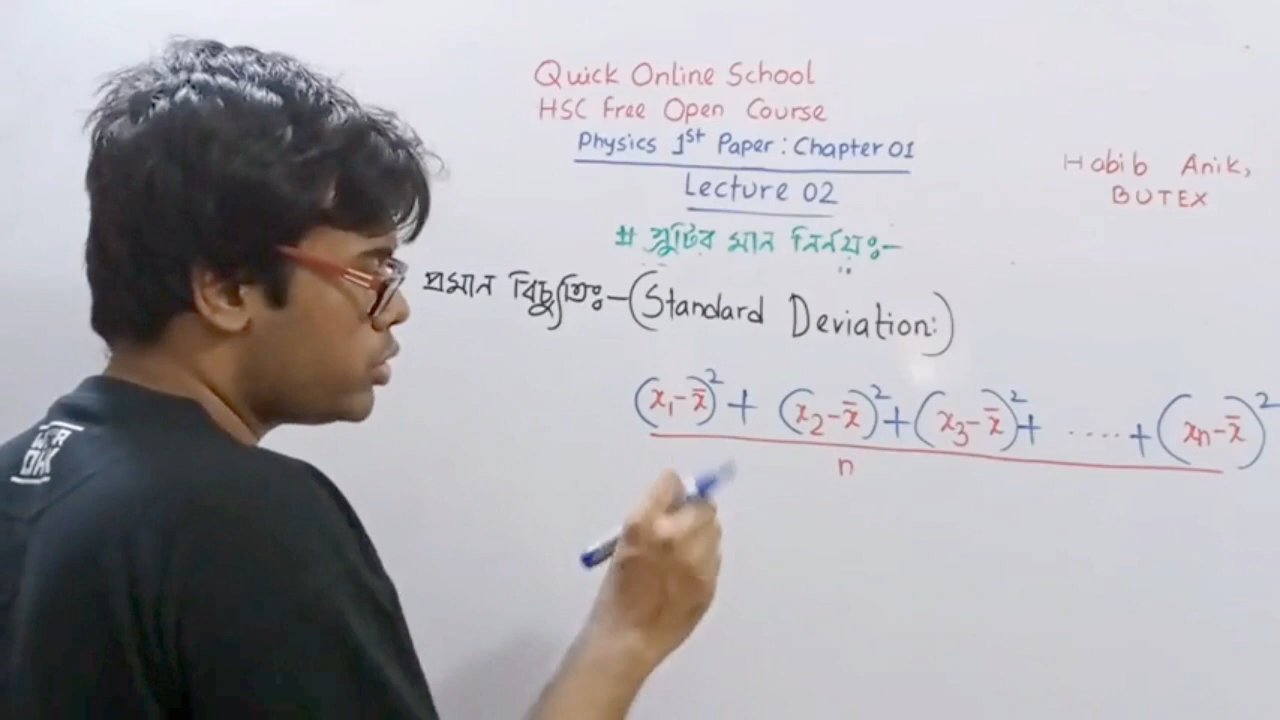 Quick Online School
HSC Free Open Course
Physics 1st Paper : Chapter 01
Lecture 02
Habib Anik,
BUTEX
# ত্রুটির মান নির্নয়ঃ-
প্রমান বিচ্যুতিঃ- (Standard Deviation:)
(x₁-x̄)² + (x₂-x̄)² + (x₃-x̄)² + ..... + (xn-x̄)²
n